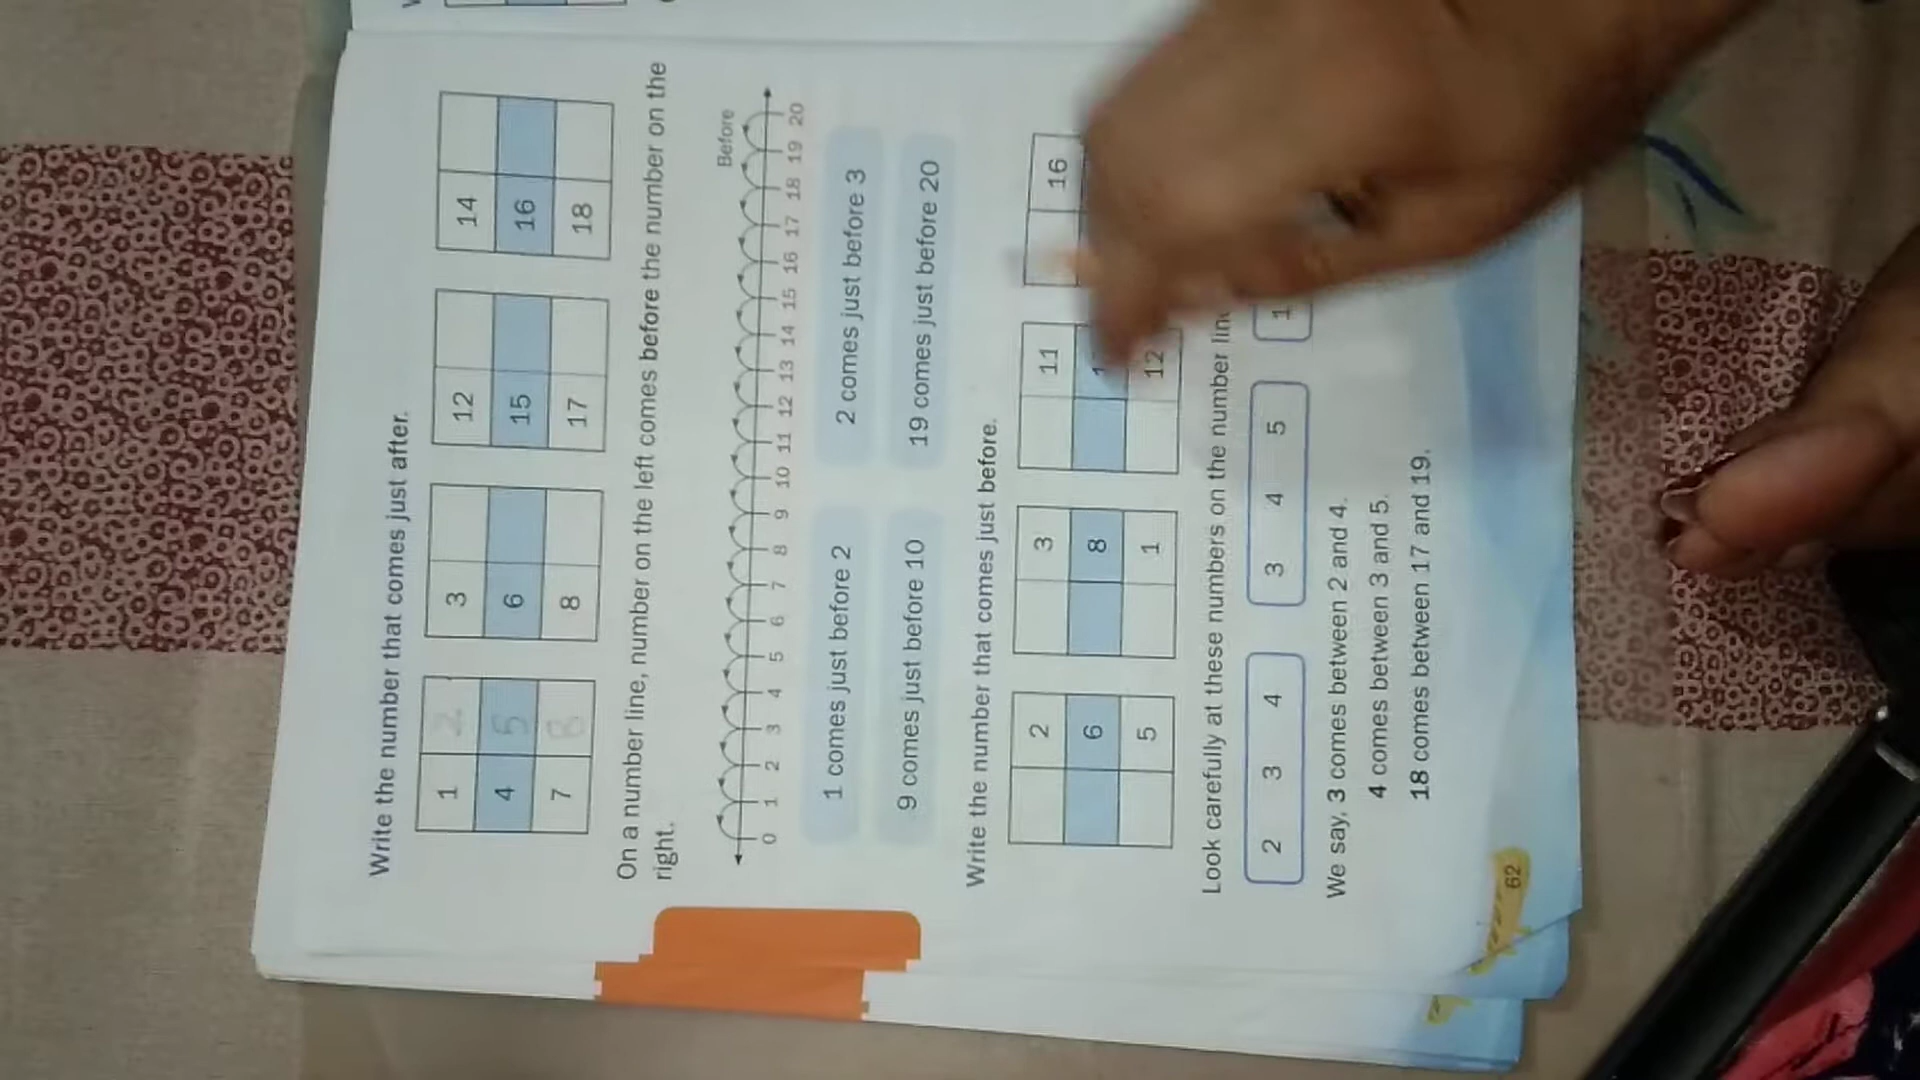 Write the number that comes just after.
1 2 3 12 14
4 5 6 15 16
7 8 8 17 18
On a number line, number on the left comes before the number on the
right.
Before
0 1 2 3 4 5 6 7 8 9 10 11 12 13 14 15 16 17 18 19 20
1 comes just before 2 2 comes just before 3
9 comes just before 10 19 comes just before 20
Write the number that comes just before.
2 3 11 16
6 8
5 1 12
Look carefully at these numbers on the number
2 3 4 3 4 5
We say, 3 comes between 2 and 4.
4 comes between 3 and 5.
18 comes between 17 and 19.
62